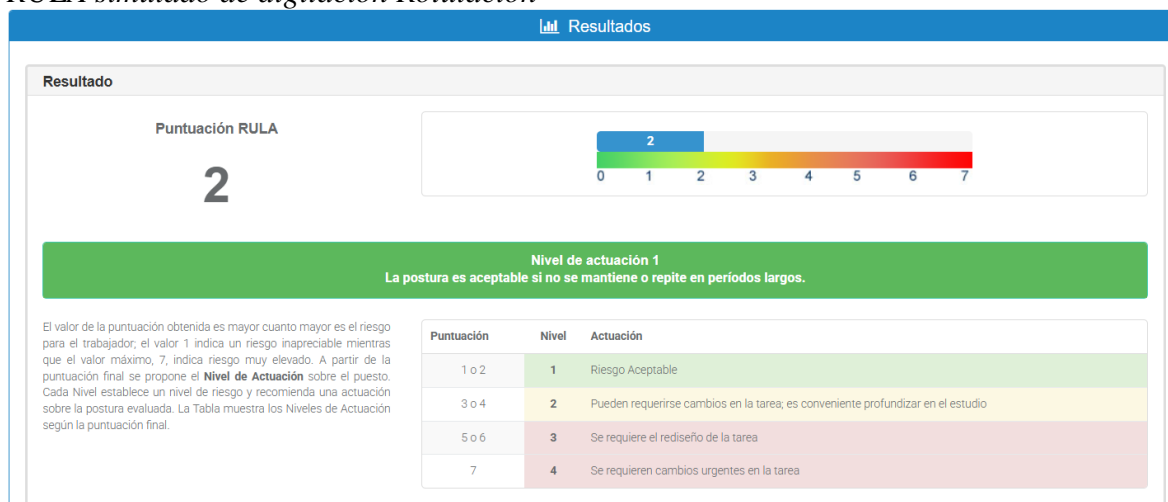 RULA simulado de digitación Rotulación
Resultados
Resultado
Puntuación RULA
2
2
0 1 2 3 4 5 6 7
Nivel de actuación 1
La postura es aceptable si no se mantiene o repite en períodos largos.
El valor de la puntuación obtenida es mayor cuanto mayor es el riesgo
para el trabajador; el valor 1 indica un riesgo inapreciable mientras
que el valor máximo, 7, indica riesgo muy elevado. A partir de la
puntuación final se propone el Nivel de Actuación sobre el puesto.
Cada Nivel establece un nivel de riesgo y recomienda una actuación
sobre la postura evaluada. La Tabla muestra los Niveles de Actuación
según la puntuación final.
Puntuación Nivel Actuación
1 o 2 1 Riesgo Aceptable
3 o 4 2 Pueden requerirse cambios en la tarea; es conveniente profundizar en el estudio
5 o 6 3 Se requiere el rediseño de la tarea
7 4 Se requieren cambios urgentes en la tarea